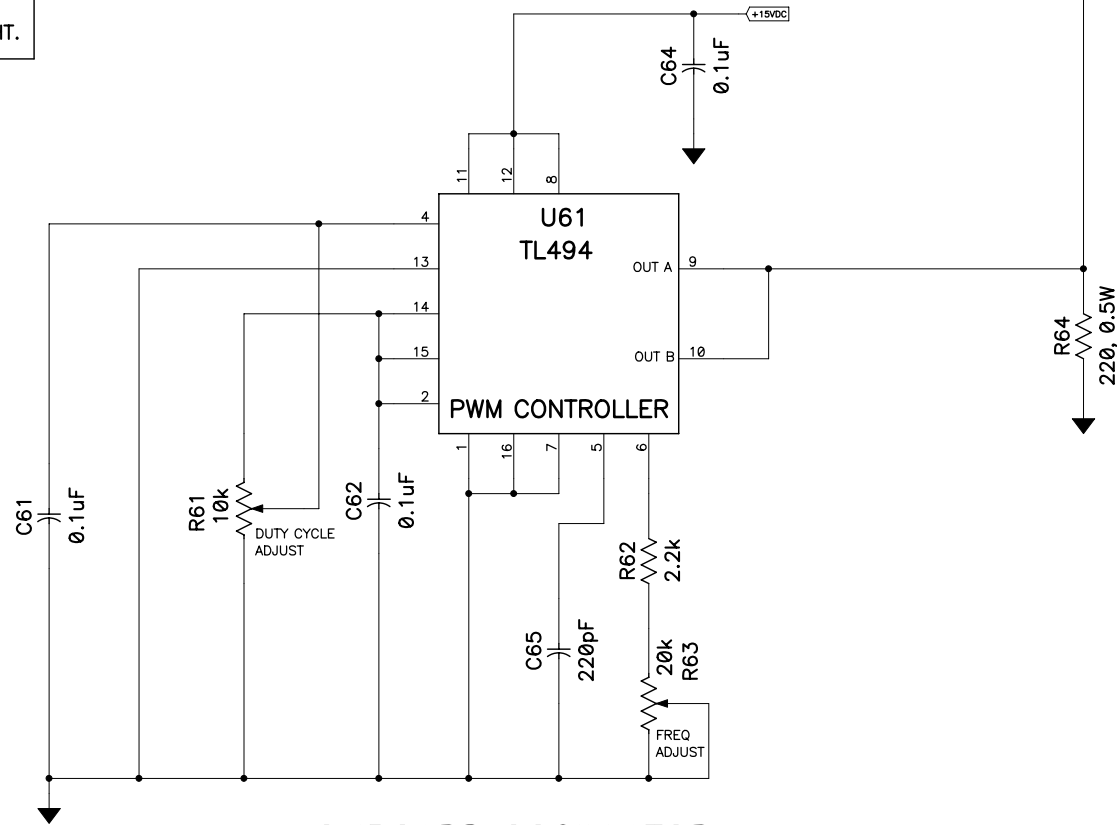 +15VDC
C64
0.1uF
11
12
8
U61
TL494
4
13
14
15
2
OUT A
9
OUT B
10
PWM CONTROLLER
1
16
7
5
6
R64
220, 0.5W
C61
0.1uF
R61
10k
DUTY CYCLE
ADJUST
C62
0.1uF
R62
2.2k
C65
220pF
20k
R63
FREQ
ADJUST